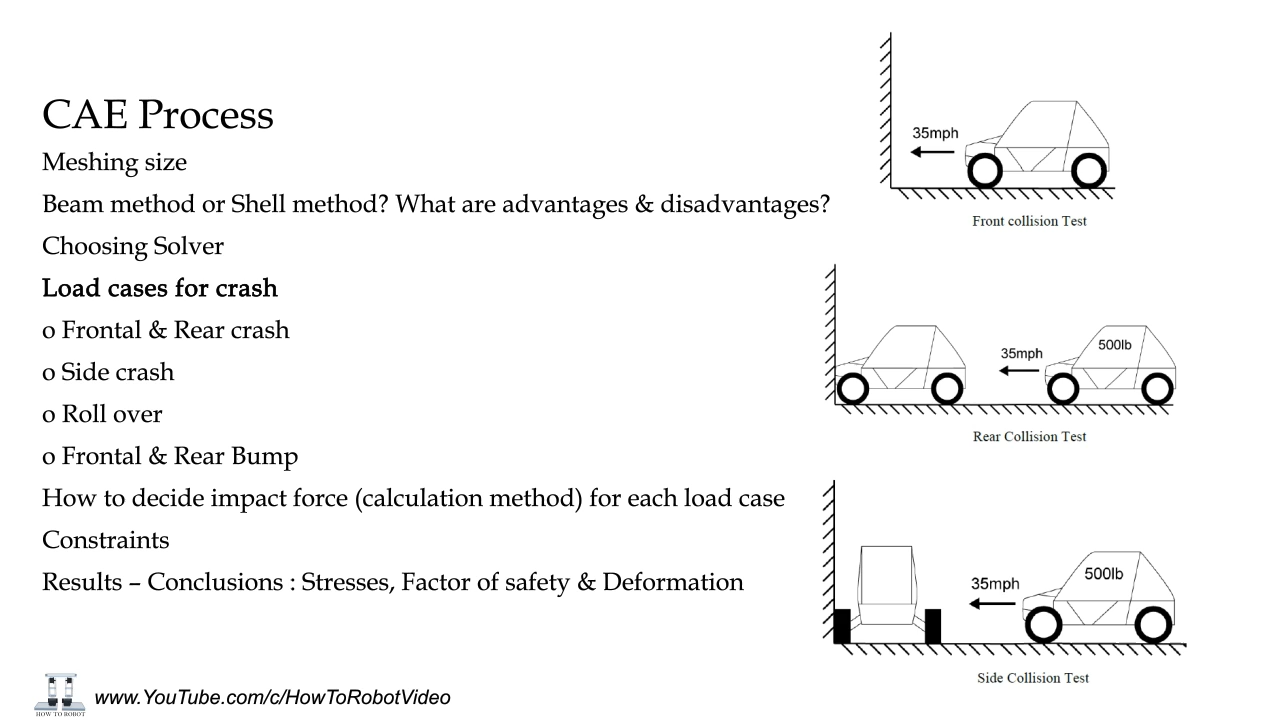 CAE Process
Meshing size
Beam method or Shell method? What are advantages & disadvantages?
Choosing Solver
Load cases for crash
o Frontal & Rear crash
o Side crash
o Roll over
o Frontal & Rear Bump
How to decide impact force (calculation method) for each load case
Constraints
Results – Conclusions : Stresses, Factor of safety & Deformation
35mph
Front collision Test
35mph
500lb
Rear Collision Test
35mph
500lb
Side Collision Test
HOW TO ROBOT
www.YouTube.com/c/HowToRobotVideo